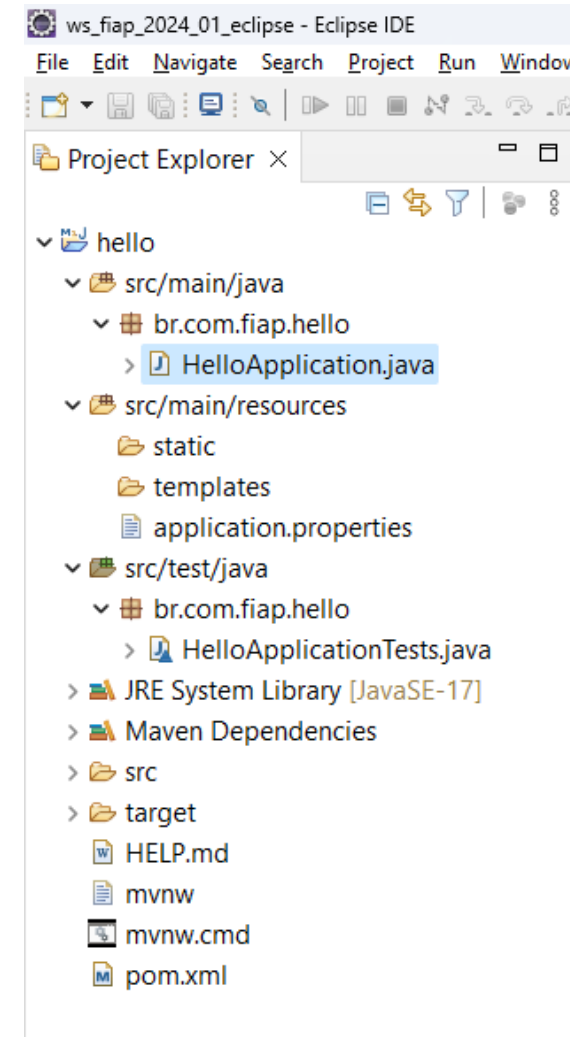 ws_fiap_2024_01_eclipse - Eclipse IDE
File Edit Navigate Search Project Run Window
Project Explorer
hello
src/main/java
br.com.fiap.hello
HelloApplication.java
src/main/resources
static
templates
application.properties
src/test/java
br.com.fiap.hello
HelloApplicationTests.java
JRE System Library [JavaSE-17]
Maven Dependencies
src
target
HELP.md
mvnw
mvnw.cmd
pom.xml